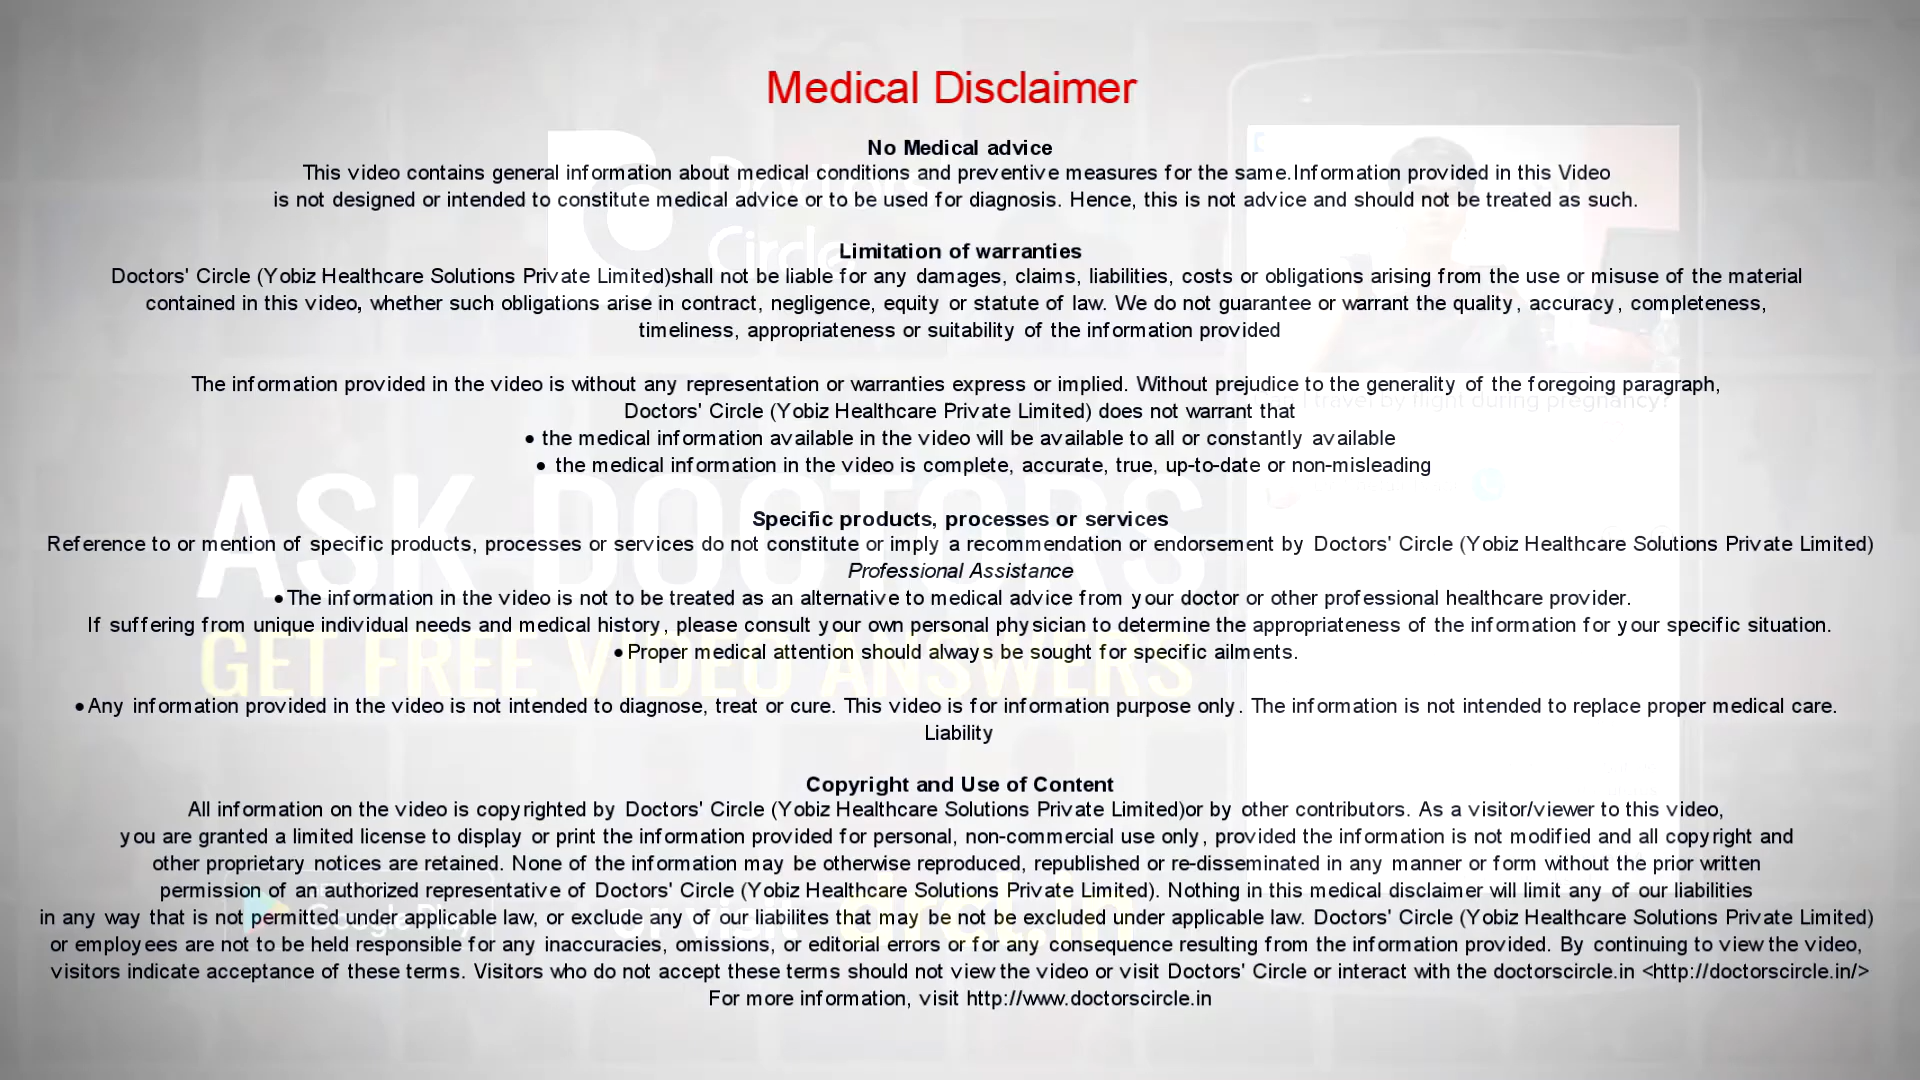 Medical Disclaimer
No Medical advice
This video contains general information about medical conditions and preventive measures for the same.Information provided in this Video
is not designed or intended to constitute medical advice or to be used for diagnosis. Hence, this is not advice and should not be treated as such.
Doctors'
Circle
Limitation of warranties
Doctors' Circle (Yobiz Healthcare Solutions Private Limited)shall not be liable for any damages, claims, liabilities, costs or obligations arising from the use or misuse of the material
contained in this video, whether such obligations arise in contract, negligence, equity or statute of law. We do not guarantee or warrant the quality, accuracy, completeness,
timeliness, appropriateness or suitability of the information provided
The information provided in the video is without any representation or warranties express or implied. Without prejudice to the generality of the foregoing paragraph,
Can I travel by flight during pregnancy?
Doctors' Circle (Yobiz Healthcare Private Limited) does not warrant that
• the medical information available in the video will be available to all or constantly available
• the medical information in the video is complete, accurate, true, up-to-date or non-misleading
ASK DOCTORS
Specific products, processes or services
Reference to or mention of specific products, processes or services do not constitute or imply a recommendation or endorsement by Doctors' Circle (Yobiz Healthcare Solutions Private Limited)
Professional Assistance
•The information in the video is not to be treated as an alternative to medical advice from your doctor or other professional healthcare provider.
If suffering from unique individual needs and medical history, please consult your own personal physician to determine the appropriateness of the information for your specific situation.
•Proper medical attention should always be sought for specific ailments.
GET FREE VIDEO ANSWERS
•Any information provided in the video is not intended to diagnose, treat or cure. This video is for information purpose only. The information is not intended to replace proper medical care.
Liability
Copyright and Use of Content
All information on the video is copyrighted by Doctors' Circle (Yobiz Healthcare Solutions Private Limited)or by other contributors. As a visitor/viewer to this video,
you are granted a limited license to display or print the information provided for personal, non-commercial use only, provided the information is not modified and all copyright and
other proprietary notices are retained. None of the information may be otherwise reproduced, republished or re-disseminated in any manner or form without the prior written
permission of an authorized representative of Doctors' Circle (Yobiz Healthcare Solutions Private Limited). Nothing in this medical disclaimer will limit any of our liabilities
in any way that is not permitted under applicable law, or exclude any of our liabilites that may be not be excluded under applicable law. Doctors' Circle (Yobiz Healthcare Solutions Private Limited)
Google Play
or visit drcl.in
or employees are not to be held responsible for any inaccuracies, omissions, or editorial errors or for any consequence resulting from the information provided. By continuing to view the video,
visitors indicate acceptance of these terms. Visitors who do not accept these terms should not view the video or visit Doctors' Circle or interact with the doctorscircle.in <http://doctorscircle.in/>
For more information, visit http://www.doctorscircle.in